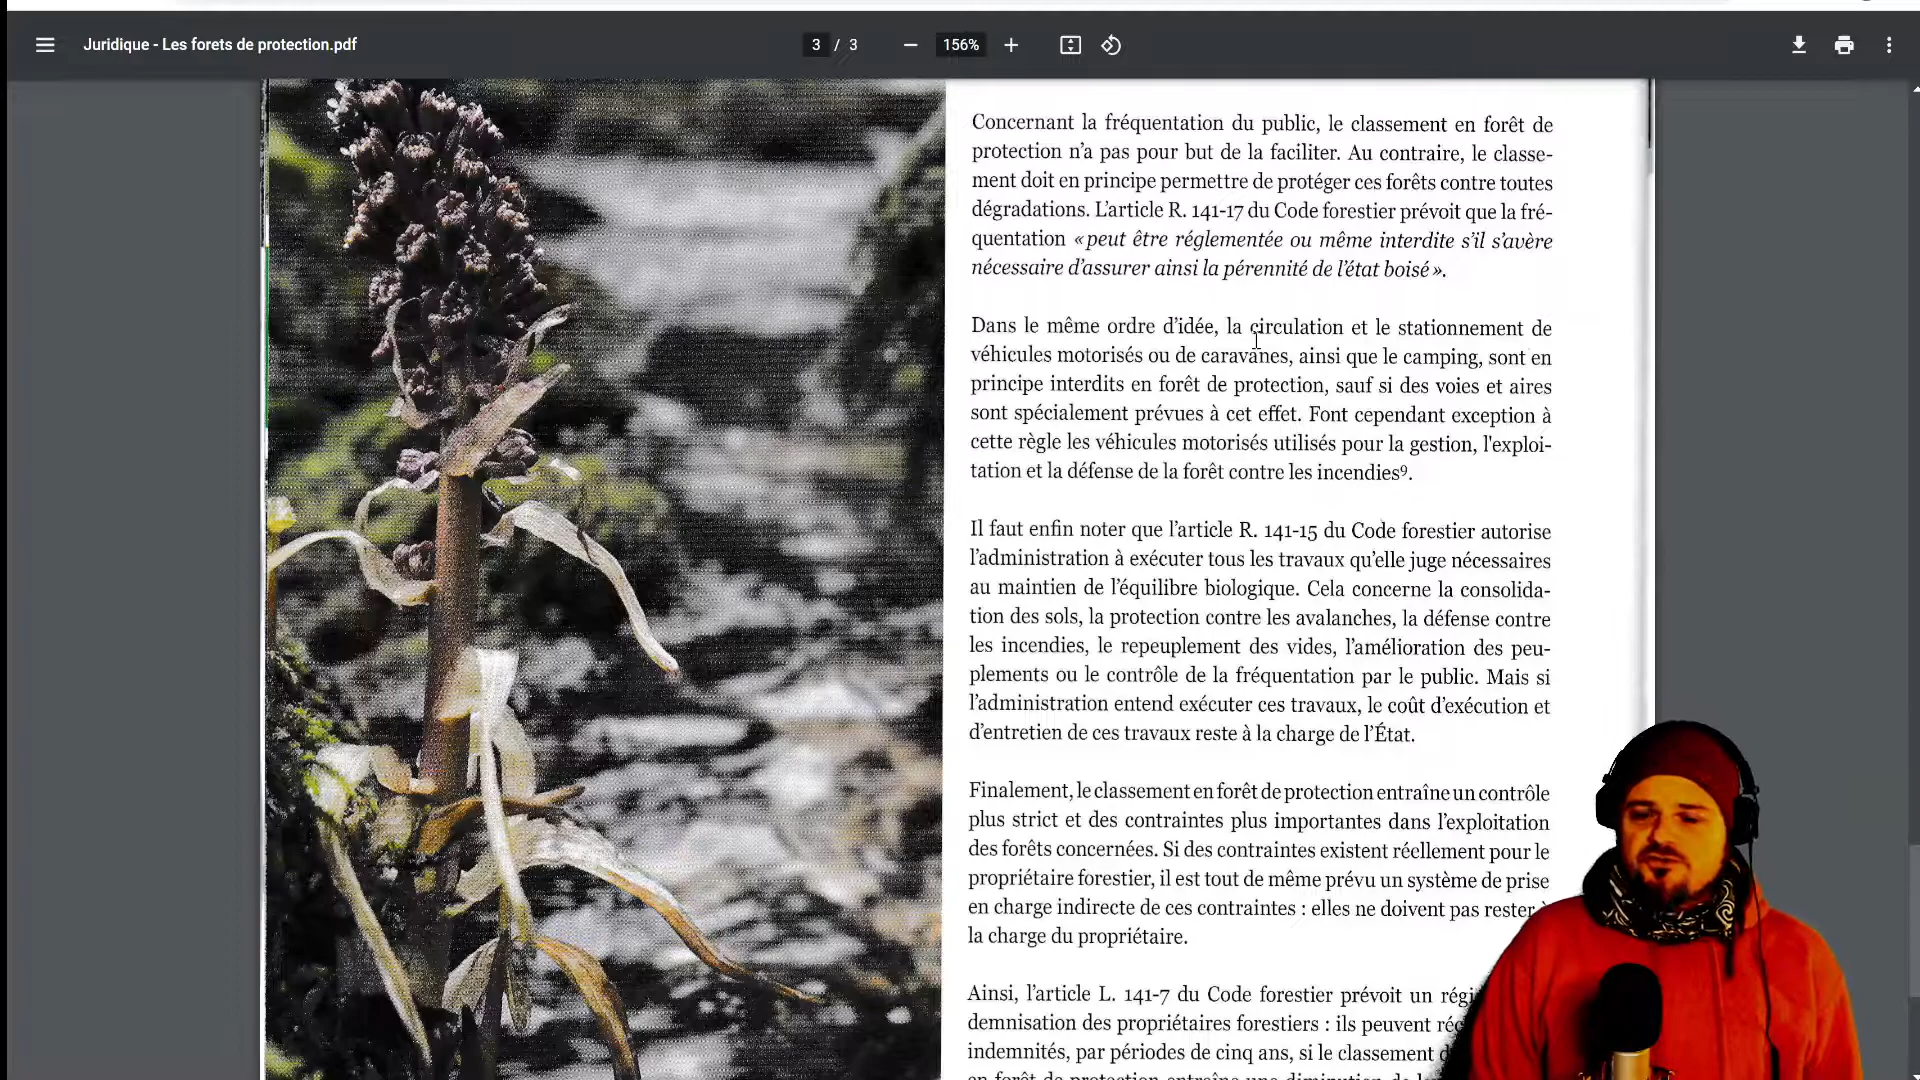 Juridique - Les forets de protection.pdf
3 / 3
156%
Concernant la fréquentation du public, le classement en forêt de
protection n’a pas pour but de la faciliter. Au contraire, le classe-
ment doit en principe permettre de protéger ces forêts contre toutes
dégradations. L’article R. 141-17 du Code forestier prévoit que la fré-
quentation « peut être réglementée ou même interdite s’il s’avère
nécessaire d’assurer ainsi la pérennité de l’état boisé ».
Dans le même ordre d’idée, la circulation et le stationnement de
véhicules motorisés ou de caravanes, ainsi que le camping, sont en
principe interdits en forêt de protection, sauf si des voies et aires
sont spécialement prévues à cet effet. Font cependant exception à
cette règle les véhicules motorisés utilisés pour la gestion, l'exploi-
tation et la défense de la forêt contre les incendies⁹.
Il faut enfin noter que l’article R. 141-15 du Code forestier autorise
l’administration à exécuter tous les travaux qu’elle juge nécessaires
au maintien de l’équilibre biologique. Cela concerne la consolida-
tion des sols, la protection contre les avalanches, la défense contre
les incendies, le repeuplement des vides, l’amélioration des peu-
plements ou le contrôle de la fréquentation par le public. Mais si
l’administration entend exécuter ces travaux, le coût d’exécution et
d’entretien de ces travaux reste à la charge de l’État.
Finalement, le classement en forêt de protection entraîne un contrôle
plus strict et des contraintes plus importantes dans l’exploitation
des forêts concernées. Si des contraintes existent réellement pour le
propriétaire forestier, il est tout de même prévu un système de prise
en charge indirecte de ces contraintes : elles ne doivent pas rester à
la charge du propriétaire.
Ainsi, l’article L. 141-7 du Code forestier prévoit un
demnisation des propriétaires forestiers : ils peuvent
indemnités, par périodes de cinq ans, si le classement
en forêt de protection entraîne une diminution de